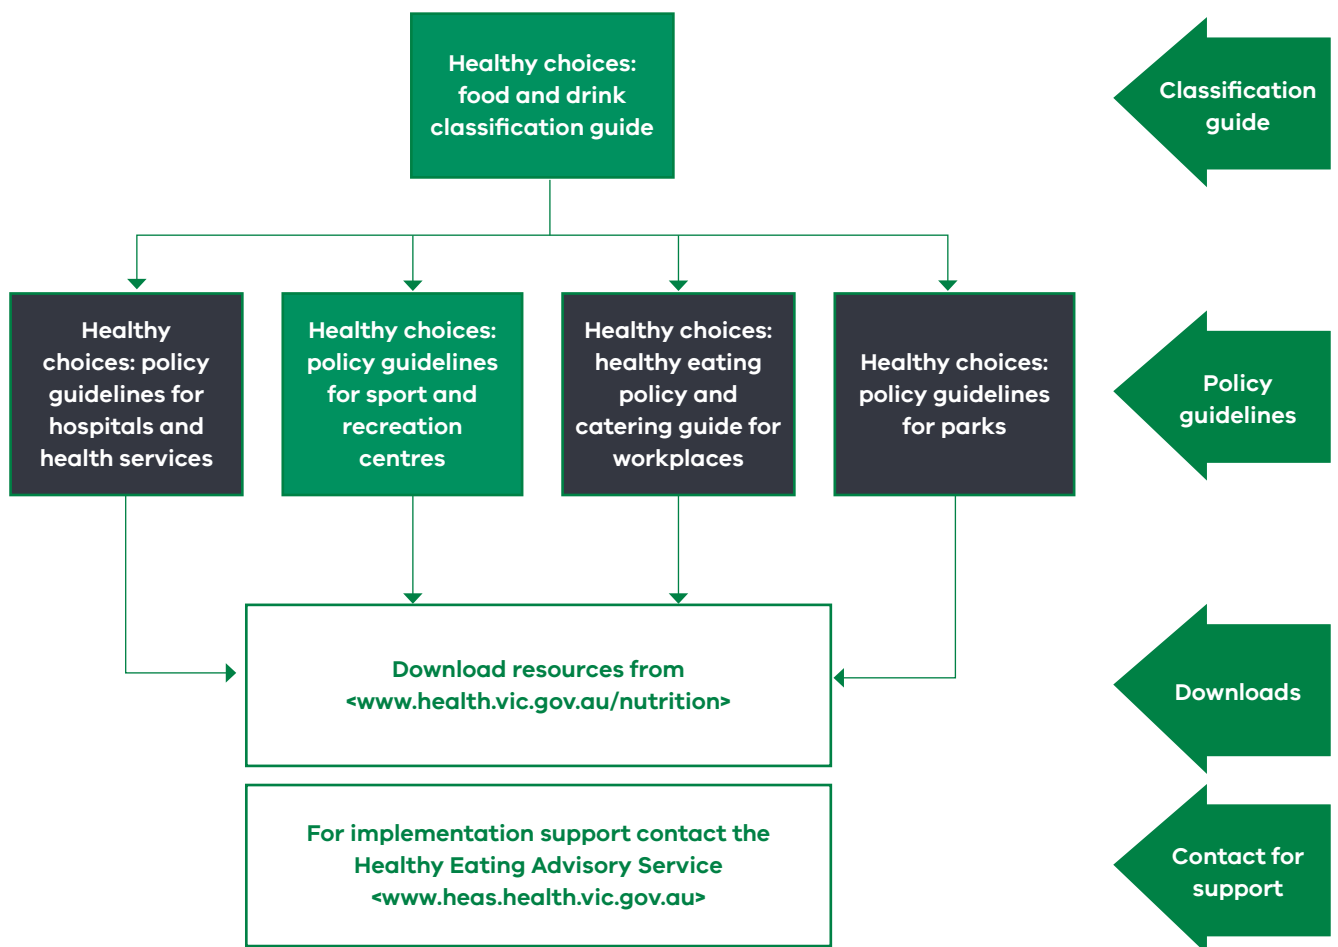 Healthy choices:
food and drink
classification guide
Classification
guide
Healthy
choices: policy
guidelines for
hospitals and
health services
Healthy choices:
policy guidelines
for sport and
recreation
centres
Healthy choices:
healthy eating
policy and
catering guide for
workplaces
Healthy choices:
policy guidelines
for parks
Policy
guidelines
Download resources from
<www.health.vic.gov.au/nutrition>
Downloads
For implementation support contact the
Healthy Eating Advisory Service
<www.heas.health.vic.gov.au>
Contact for
support